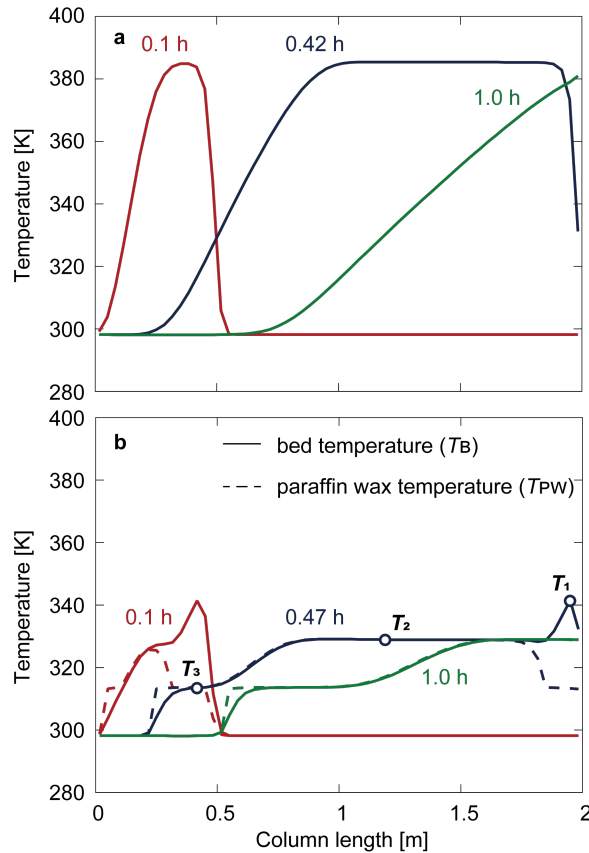 400
a
0.1 h
0.42 h
380
1.0 h
360
Temperature [K]
340
320
300
280
400
b
bed temperature (TB)
380
paraffin wax temperature (TPW)
360
Temperature [K]
T1
340
0.1 h
0.47 h
T2
T3
320
1.0 h
300
280
0 0.5 1 1.5 2
Column length [m]